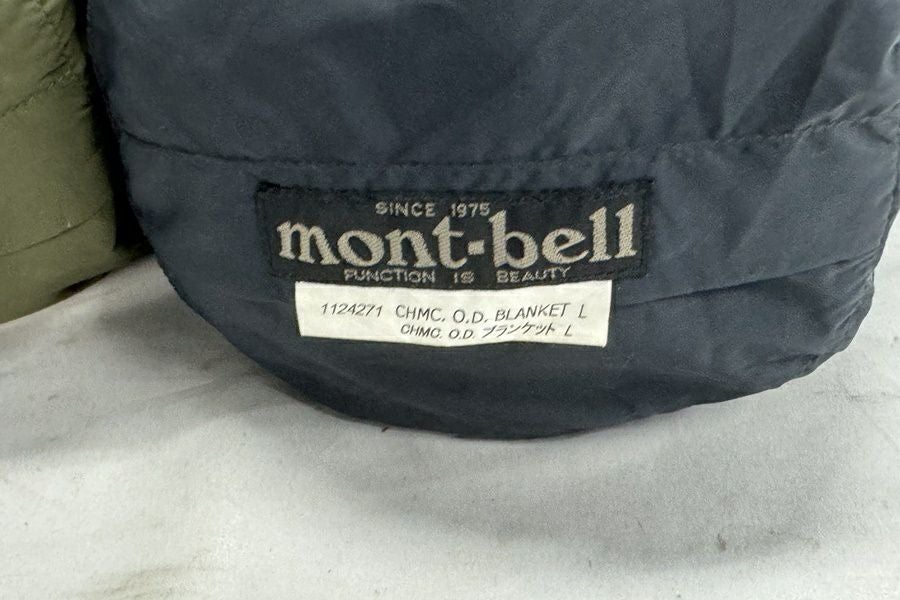 SINCE 1975
mont-bell
FUNCTION IS BEAUTY
1124271 CHMC. O.D. BLANKET L
CHMC. O.D. ブランケット L